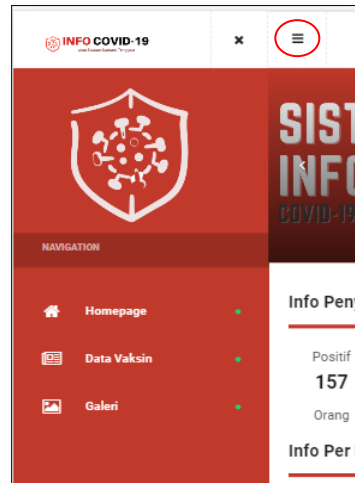 INFO COVID-19
SIST
INFO
COVID-19
NAVIGATION
Homepage
Data Vaksin
Galeri
Info Peny
Positif
157
Orang
Info Per